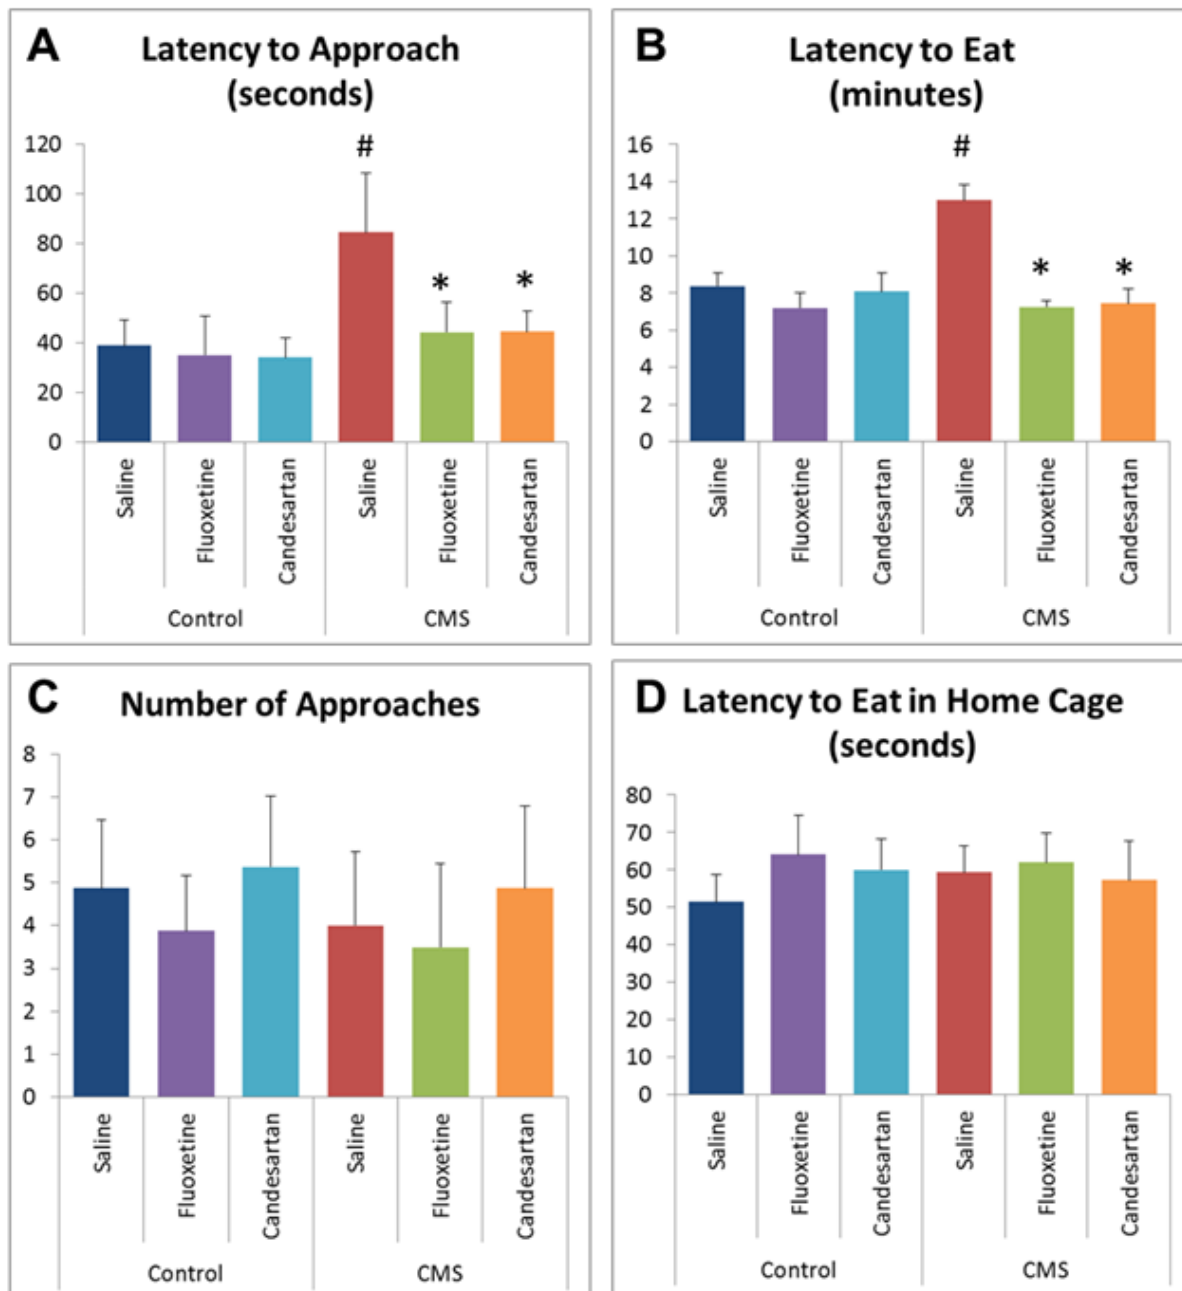 A
Latency to Approach
(seconds)
#
*
*
120
100
80
60
40
20
0
Saline
Fluoxetine
Candesartan
Saline
Fluoxetine
Candesartan
Control
CMS
B
Latency to Eat
(minutes)
#
*
*
16
14
12
10
8
6
4
2
0
Saline
Fluoxetine
Candesartan
Saline
Fluoxetine
Candesartan
Control
CMS
C
Number of Approaches
8
7
6
5
4
3
2
1
0
Saline
Fluoxetine
Candesartan
Saline
Fluoxetine
Candesartan
Control
CMS
D
Latency to Eat in Home Cage
(seconds)
80
70
60
50
40
30
20
10
0
Saline
Fluoxetine
Candesartan
Saline
Fluoxetine
Candesartan
Control
CMS